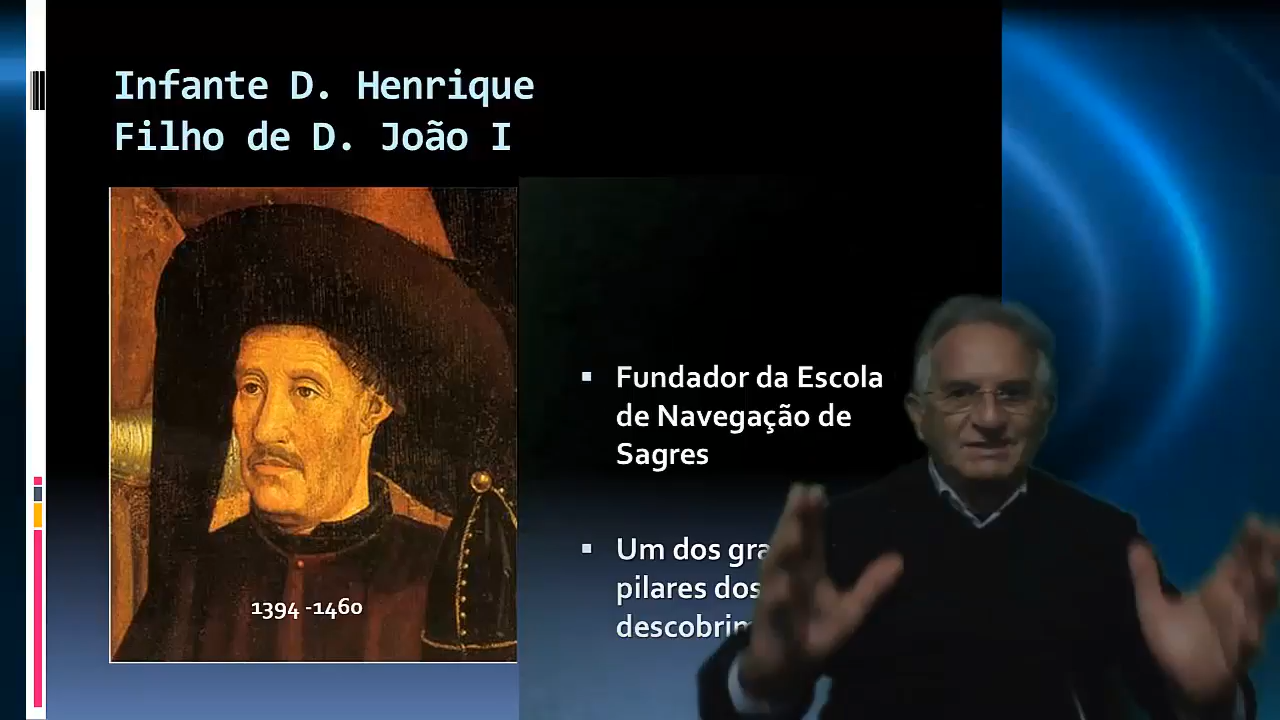 Infante D. Henrique
Filho de D. João I
1394 -1460
Fundador da Escola
de Navegação de
Sagres
Um dos
pilares dos